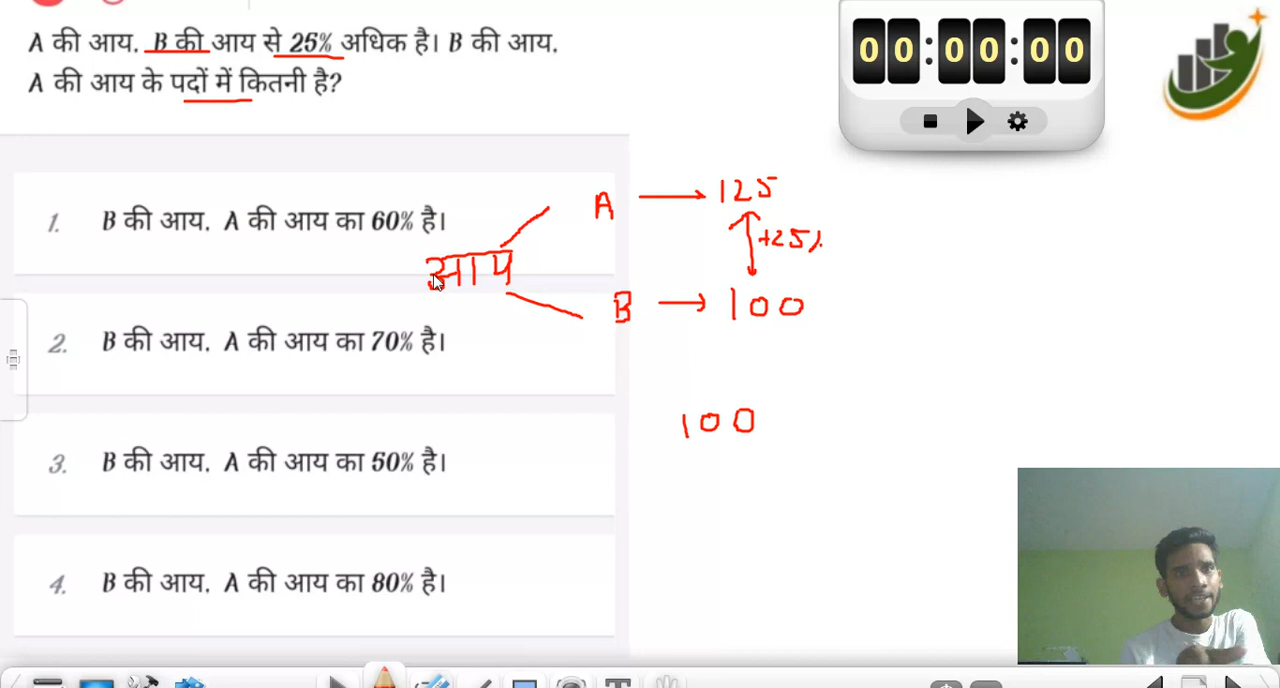 A की आय, B की आय से 25% अधिक है। B की आय,
A की आय के पदों में कितनी है?
00:00:00
1. B की आय, A की आय का 60% है।
2. B की आय, A की आय का 70% है।
3. B की आय, A की आय का 50% है।
4. B की आय, A की आय का 80% है।
आय
A → 125
+25%
B → 100
100